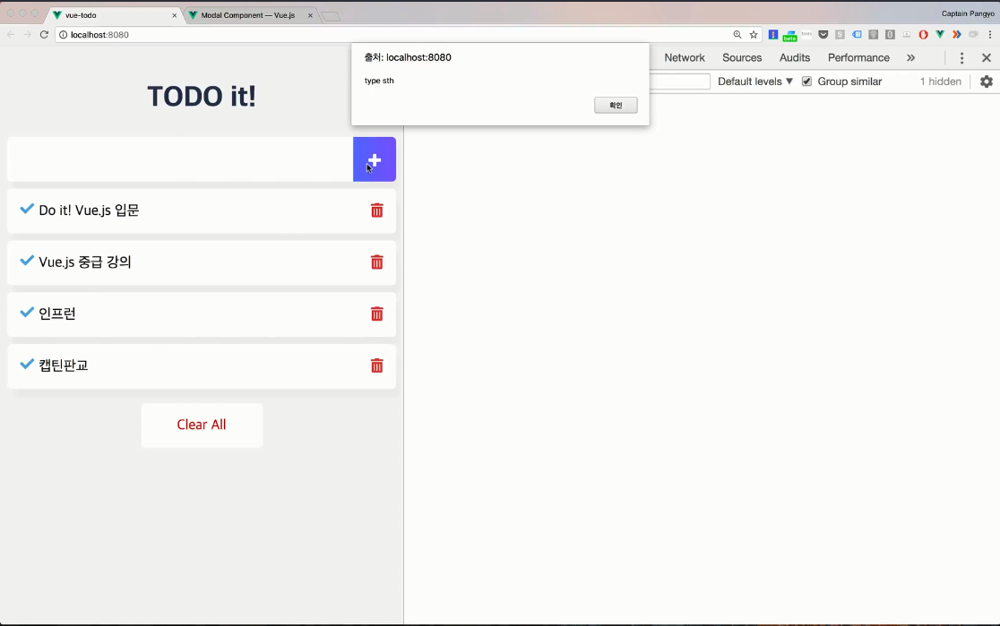 vue-todo
Modal Component — Vue.js
Captain Pangyo
localhost:8080
beta
출처: localhost:8080
type sth
확인
Network
Sources
Audits
Performance
Default levels
Group similar
1 hidden
TODO it!
Do it! Vue.js 입문
Vue.js 중급 강의
인프런
캡틴판교
Clear All